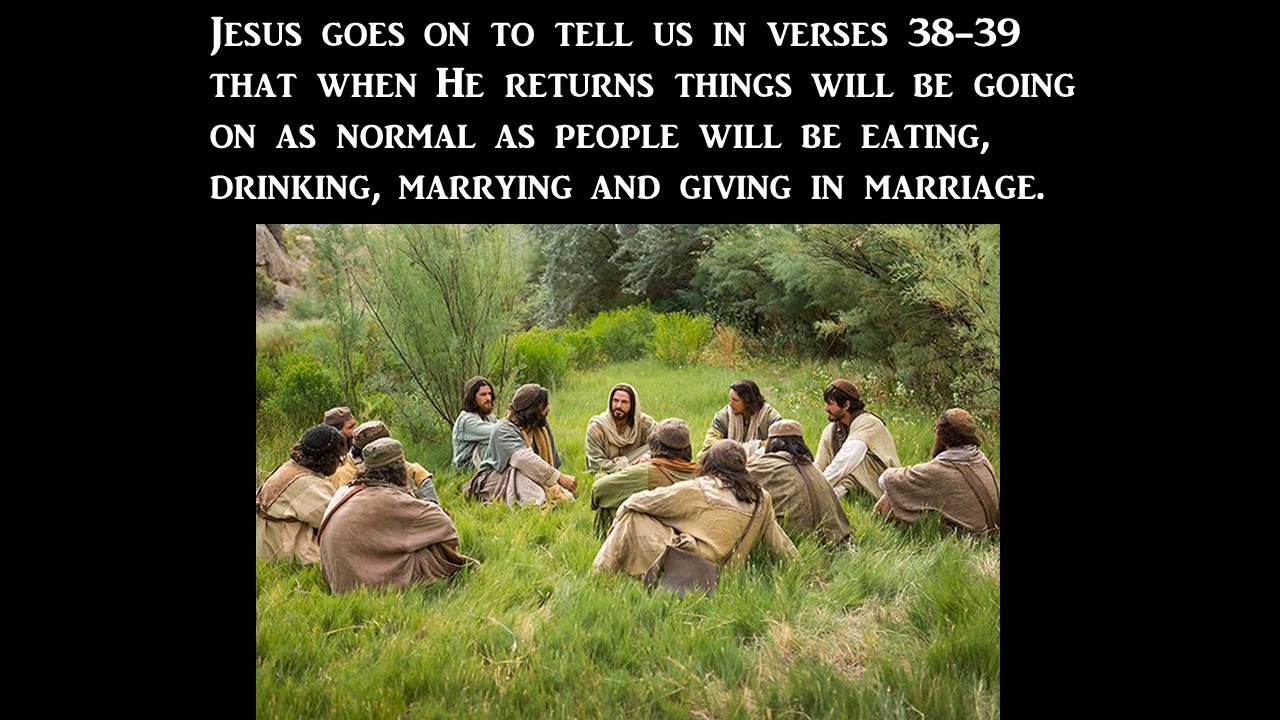 Jesus goes on to tell us in verses 38-39
that when He returns things will be going
on as normal as people will be eating,
drinking, marrying and giving in marriage.